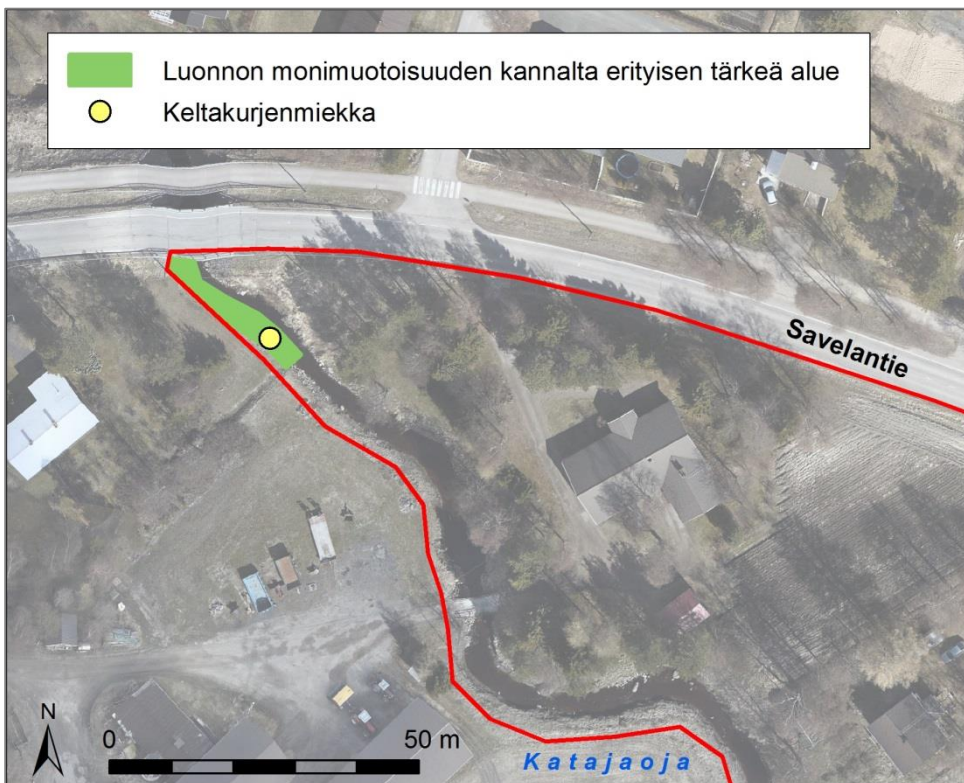 Luonnon monimuotoisuuden kannalta erityisen tärkeä alue
Keltakurjenmiekka
Savelantie
N
0 50 m
Katajaoja